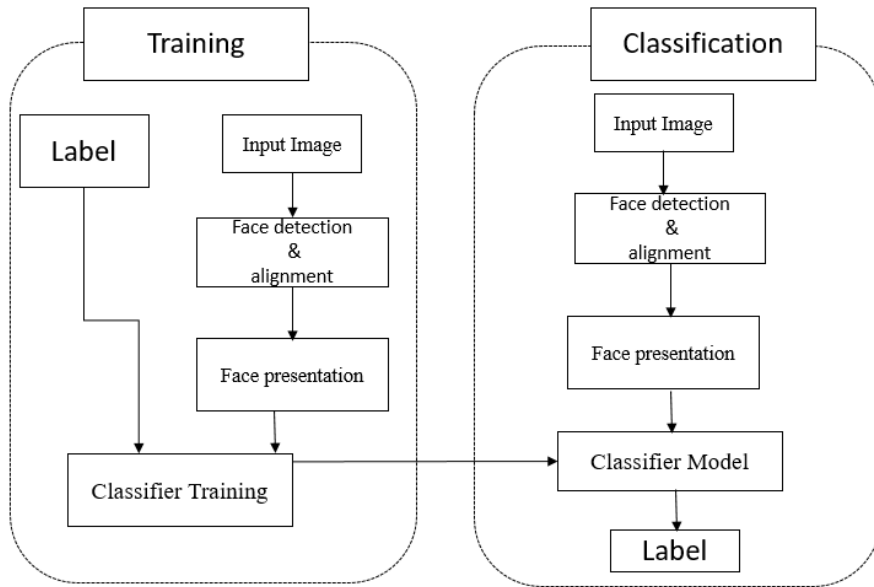 Training
Label
Input Image
Face detection
&
alignment
Face presentation
Classifier Training
Classification
Input Image
Face detection
&
alignment
Face presentation
Classifier Model
Label